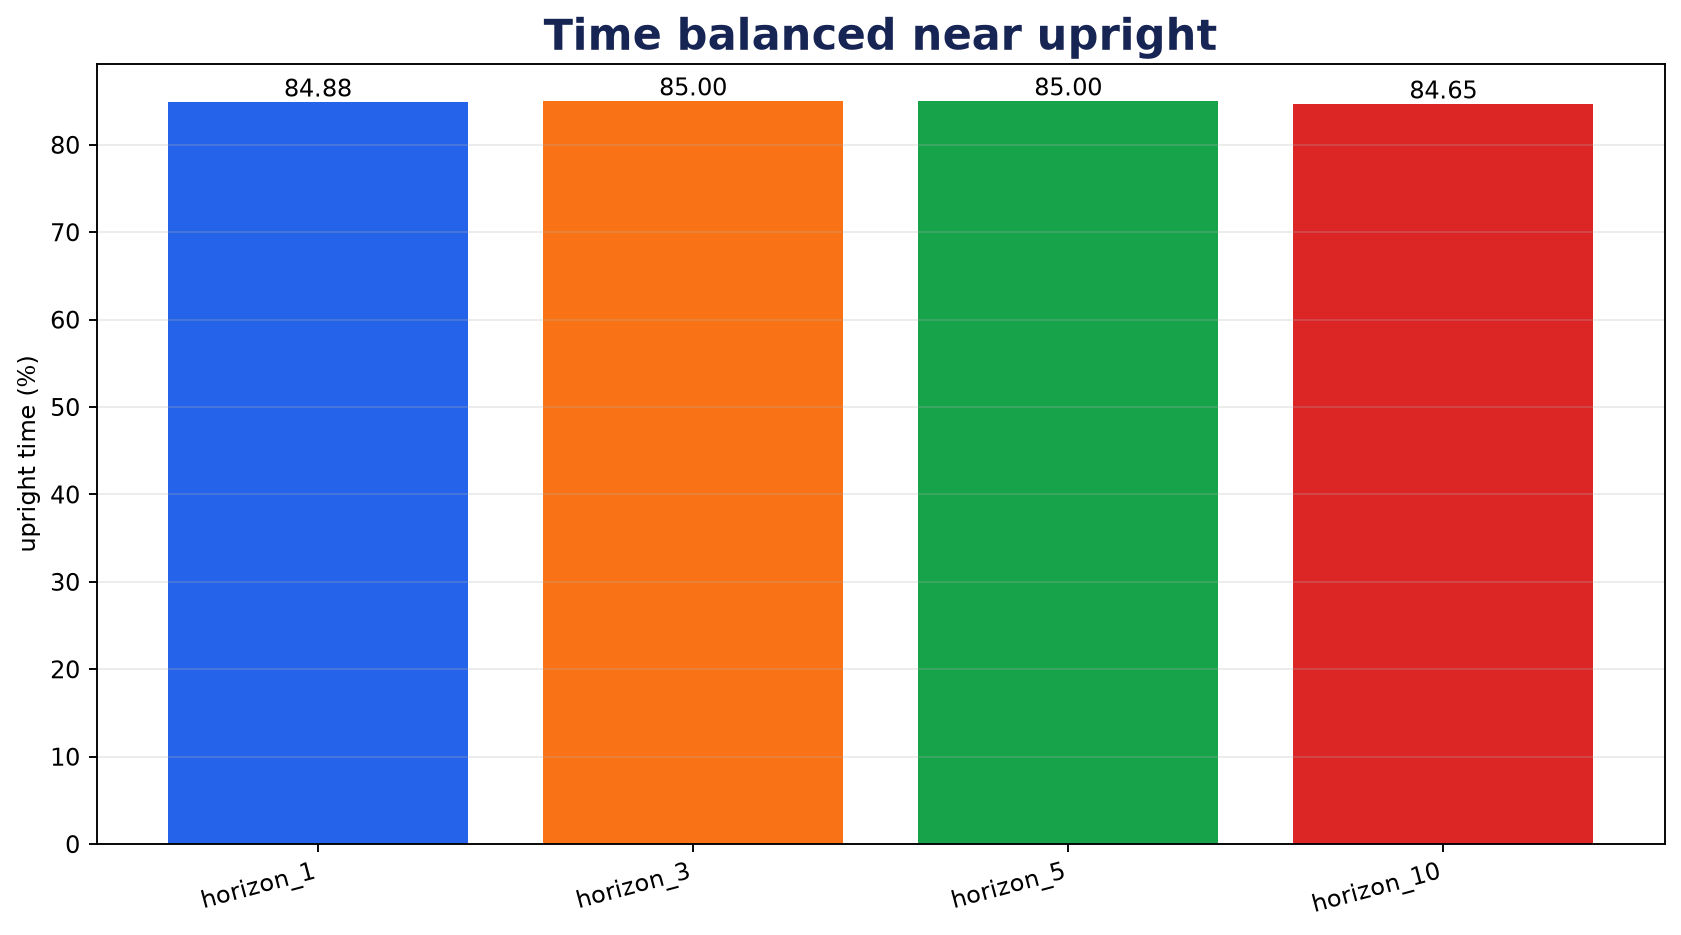 Time balanced near upright
84.88
85.00
85.00
84.65
80
70
60
50
40
30
20
10
0
upright time (%)
horizon_1
horizon_3
horizon_5
horizon_10